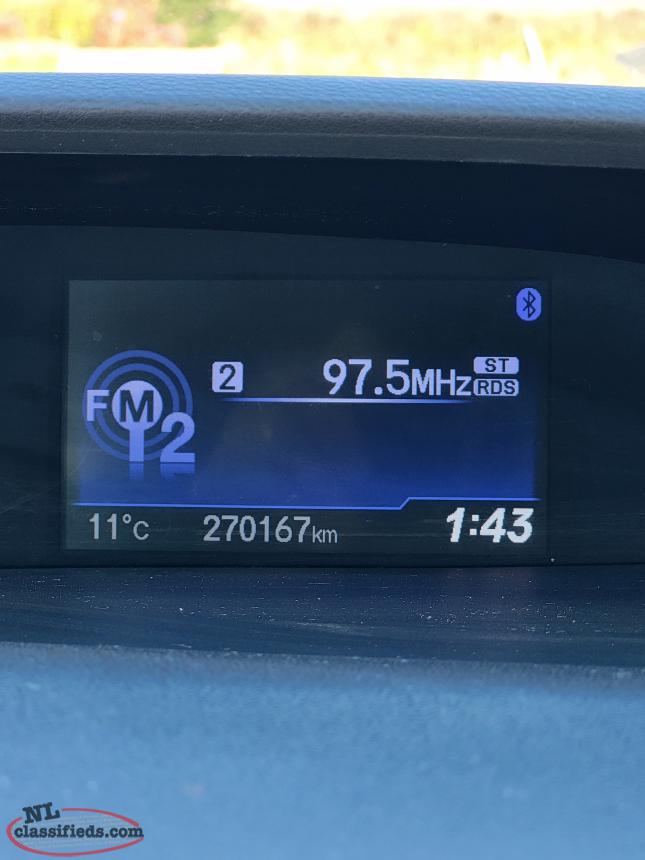 FM2
2 97.5MHz ST
RDS
11°C 270167km 1:43
NL
classifieds.com